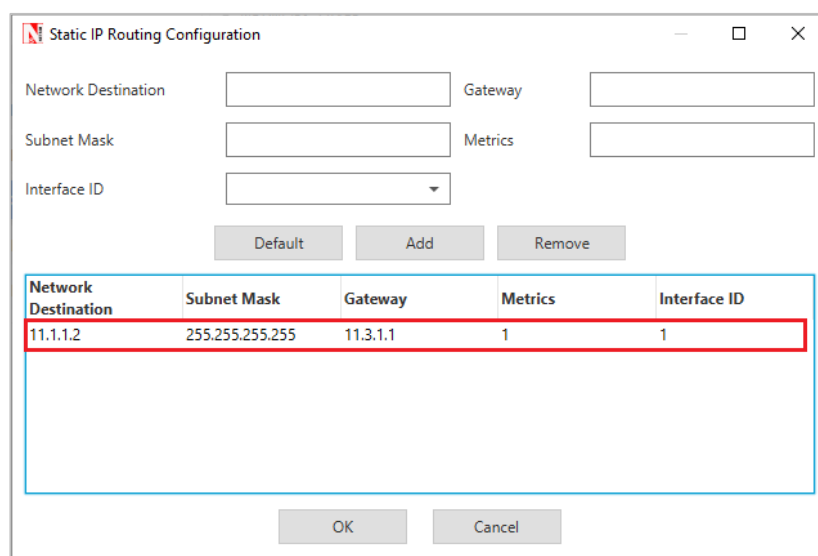 Static IP Routing Configuration
Network Destination
Gateway
Subnet Mask
Metrics
Interface ID
Default Add Remove
Network Destination Subnet Mask Gateway Metrics Interface ID
11.1.1.2 255.255.255.255 11.3.1.1 1 1
OK Cancel